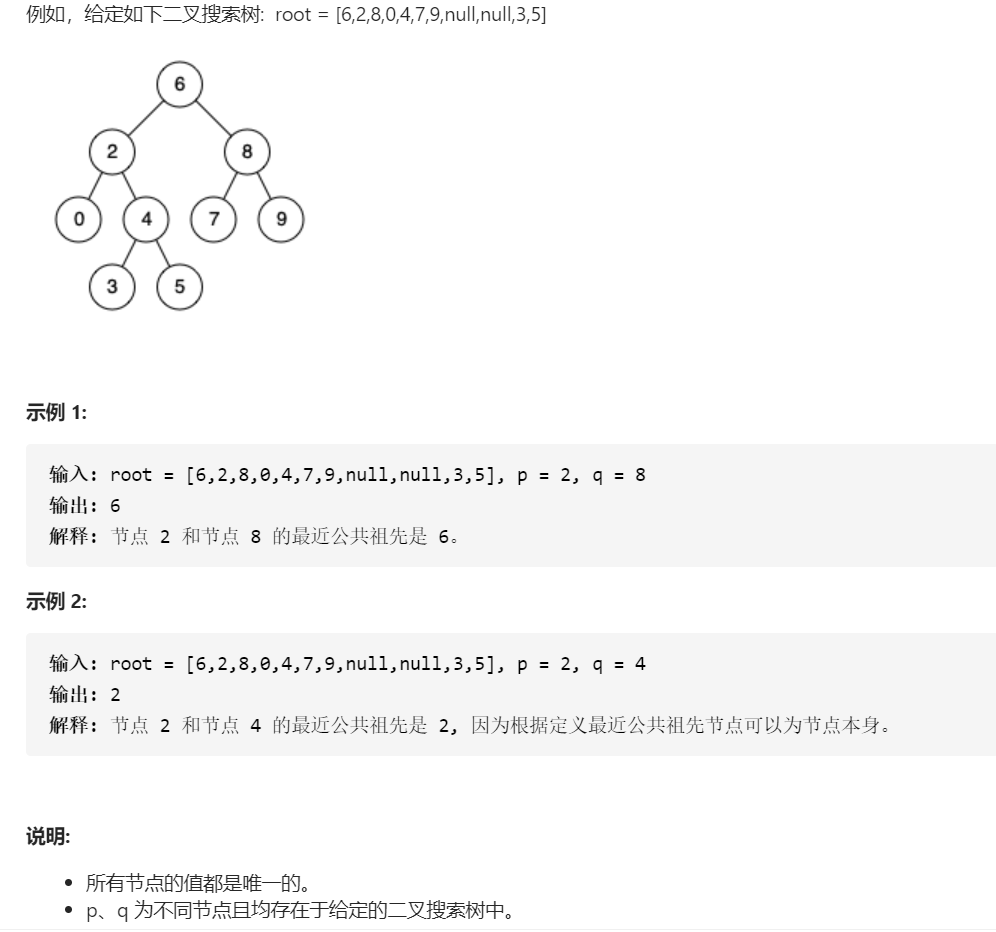 例如，给定如下二叉搜索树:  root = [6,2,8,0,4,7,9,null,null,3,5]
6
2 8
0 4 7 9
3 5
示例 1:
输入: root = [6,2,8,0,4,7,9,null,null,3,5], p = 2, q = 8
输出: 6
解释: 节点 2 和节点 8 的最近公共祖先是 6。
示例 2:
输入: root = [6,2,8,0,4,7,9,null,null,3,5], p = 2, q = 4
输出: 2
解释: 节点 2 和节点 4 的最近公共祖先是 2, 因为根据定义最近公共祖先节点可以为节点本身。
说明:
• 所有节点的值都是唯一的。
• p、q 为不同节点且均存在于给定的二叉搜索树中。